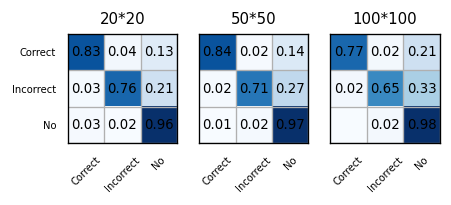 20*20 50*50 100*100
Correct 0.83 0.04 0.13 0.84 0.02 0.14 0.77 0.02 0.21
Incorrect 0.03 0.76 0.21 0.02 0.71 0.27 0.02 0.65 0.33
No 0.03 0.02 0.96 0.01 0.02 0.97 0.02 0.98
Correct Incorrect No Correct Incorrect No Correct Incorrect No